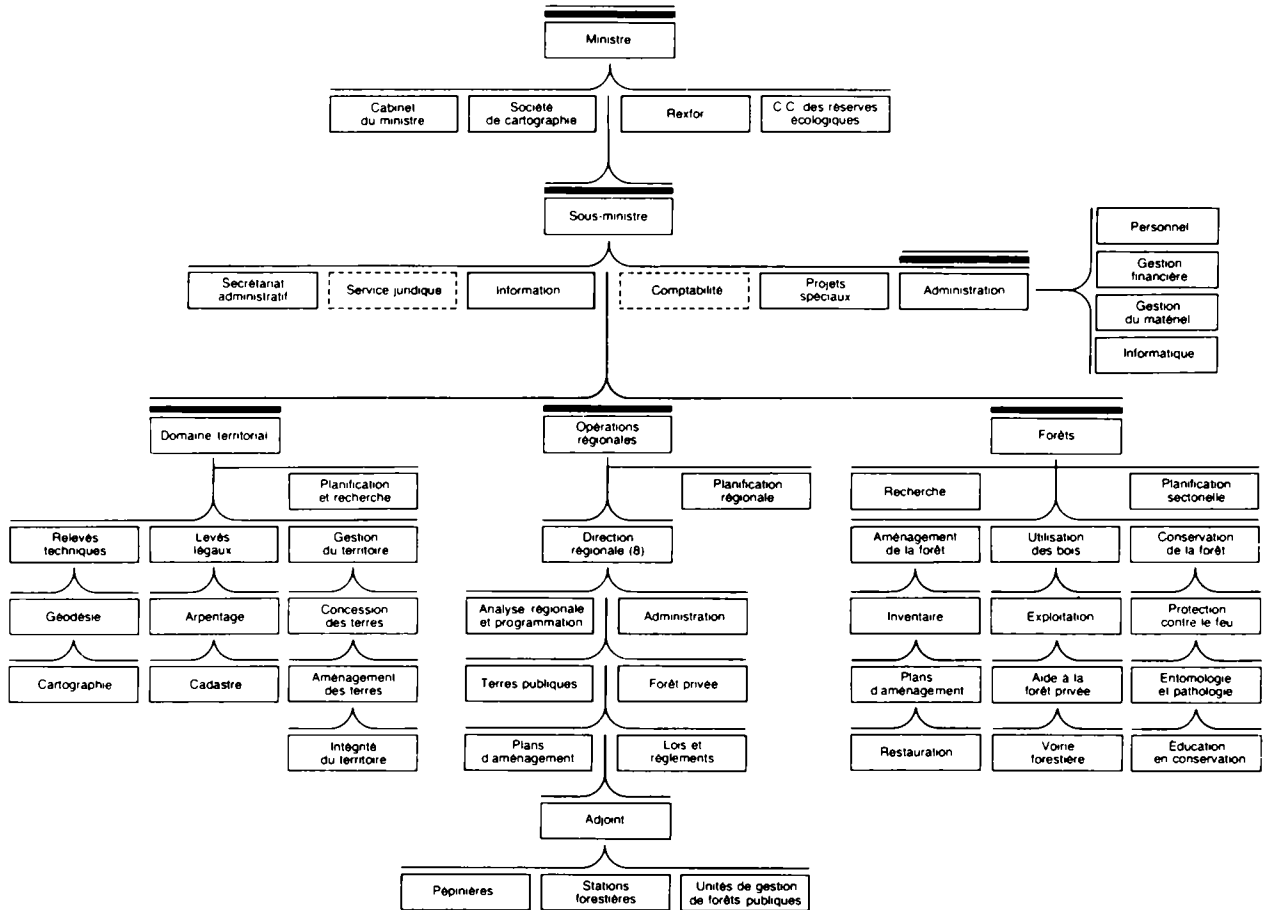 Ministre
Cabinet
du ministre
Société
de cartographie
Rexfor
C C des réserves
écologiques
Sous-ministre
Personnel
Gestion
financière
Gestion
du matériel
Informatique
Secrétariat
administratif
Service juridique
Information
Comptabilité
Projets
spéciaux
Administration
Domaine territorial
Opérations
régionales
Forêts
Planification
et recherche
Planification
régionale
Recherche
Planification
sectorielle
Relevés
techniques
Levés
légaux
Gestion
du territoire
Direction
régionale (8)
Aménagement
de la forêt
Utilisation
des bois
Conservation
de la forêt
Géodésie
Arpentage
Concession
des terres
Analyse régionale
et programmation
Administration
Inventaire
Exploitation
Protection
contre le feu
Cartographie
Cadastre
Aménagement
des terres
Terres publiques
Forêt privée
Plans
d'aménagement
Aide à la
forêt privée
Entomologie
et pathologie
Intégrité
du territoire
Plans
d'aménagement
Lois et
règlements
Restauration
Voirie
forestière
Éducation
en conservation
Adjoint
Pépinières
Stations
forestières
Unités de gestion
de forêts publiques